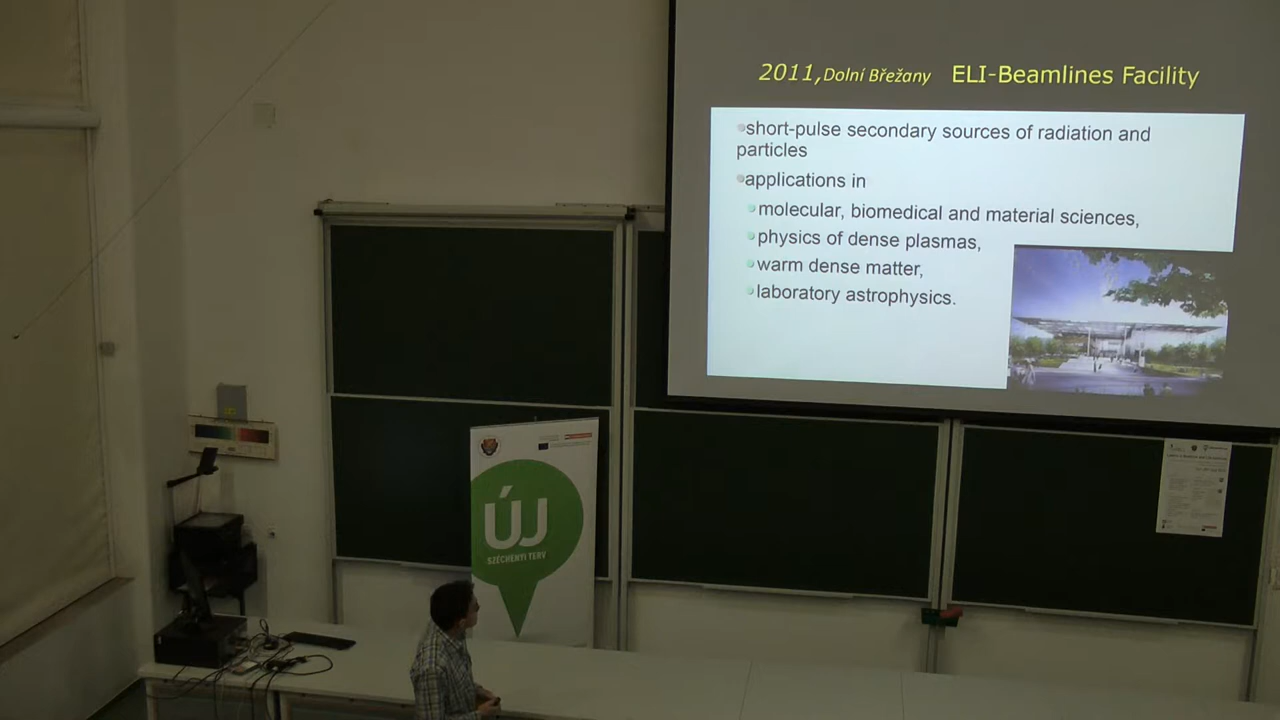 2011, Dolní Břežany ELI-Beamlines Facility
short-pulse secondary sources of radiation and
particles
applications in
molecular, biomedical and material sciences,
physics of dense plasmas,
warm dense matter,
laboratory astrophysics.
ÚJ
SZÉCHENYI TERV